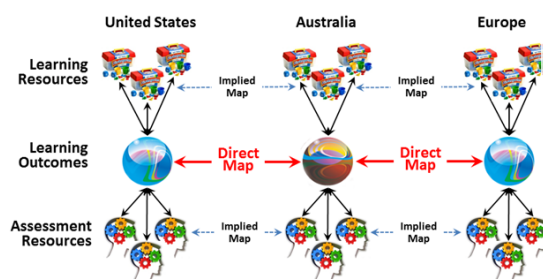 United States Australia Europe
Learning
Resources
Implied
Map
Implied
Map
Learning
Outcomes
Direct
Map
Direct
Map
Assessment
Resources
Implied
Map
Implied
Map